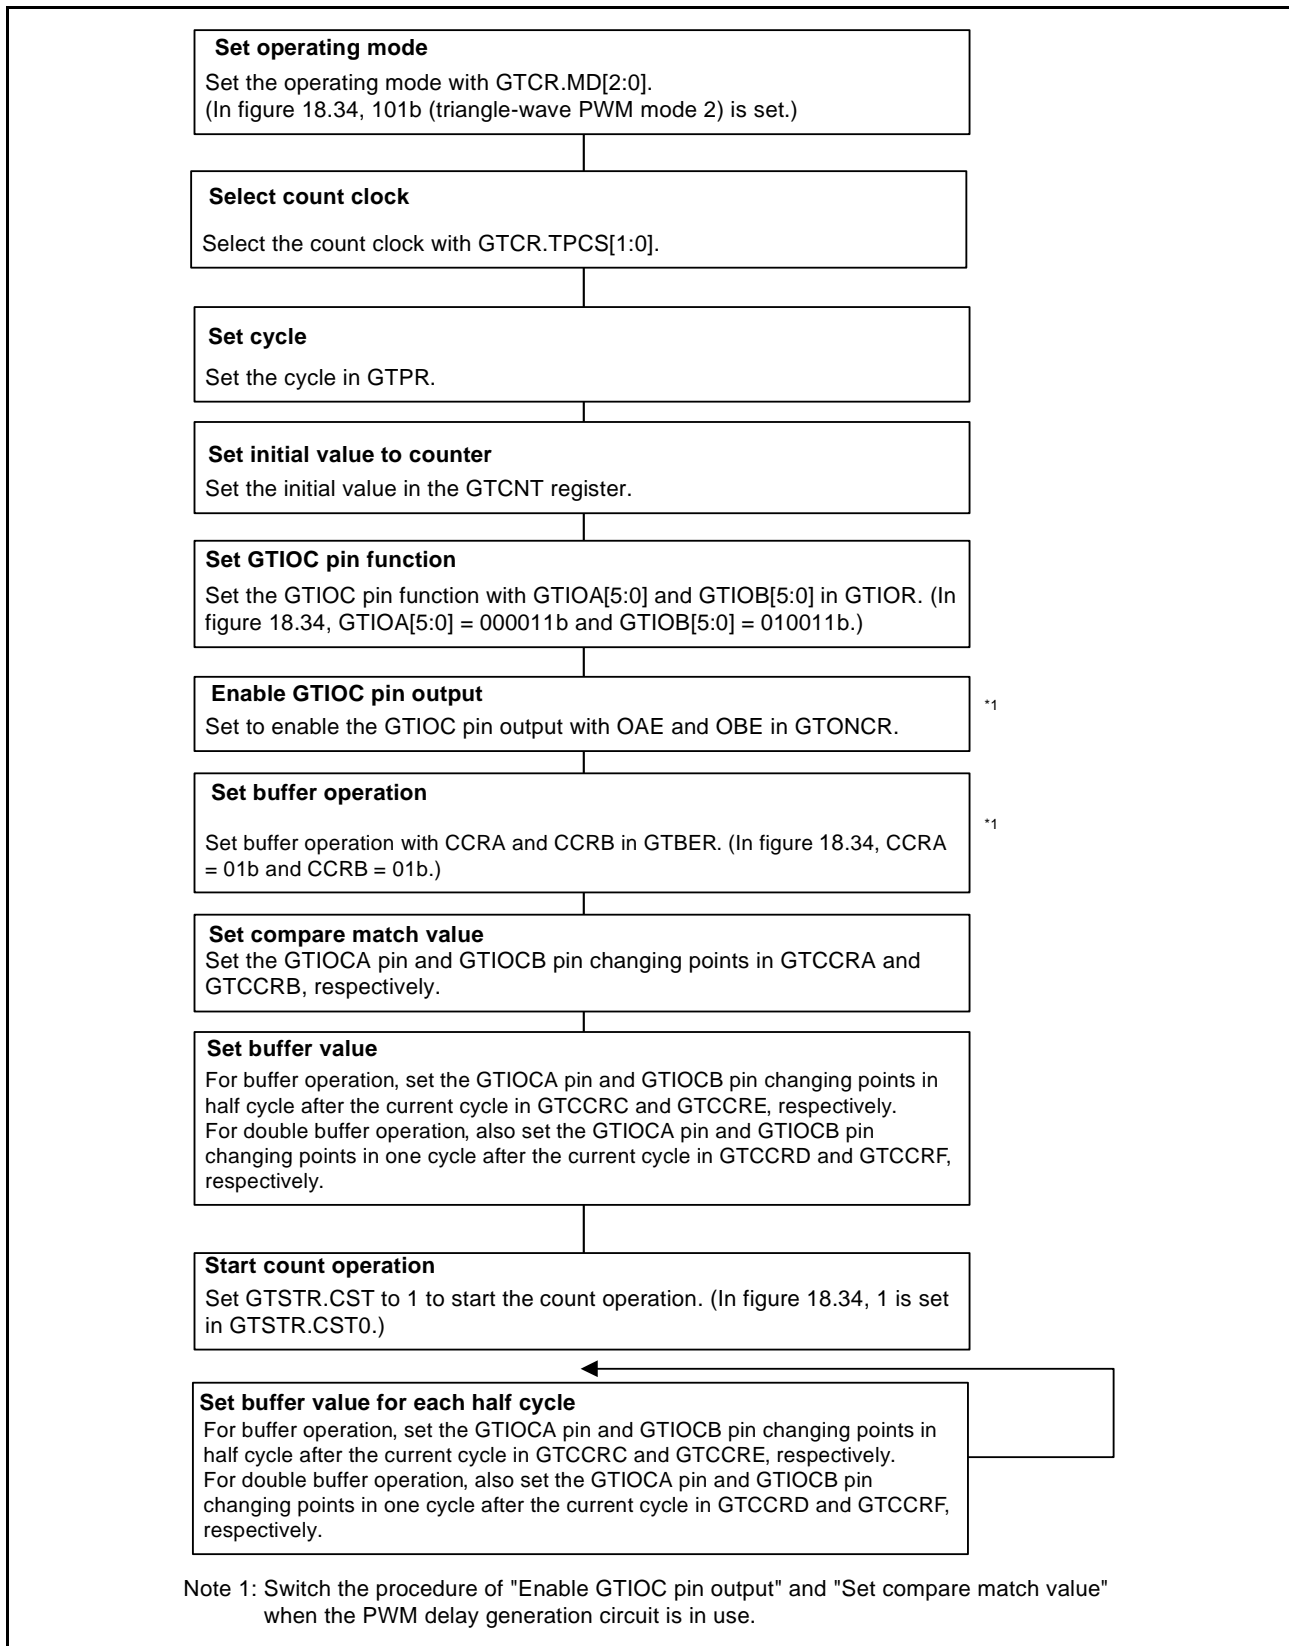 Set operating mode
Set the operating mode with GTCR.MD[2:0].
(In figure 18.34, 101b (triangle-wave PWM mode 2) is set.)
Select count clock
Select the count clock with GTCR.TPCS[1:0].
Set cycle
Set the cycle in GTPR.
Set initial value to counter
Set the initial value in the GTCNT register.
Set GTIOC pin function
Set the GTIOC pin function with GTIOA[5:0] and GTIOB[5:0] in GTIOR. (In
figure 18.34, GTIOA[5:0] = 000011b and GTIOB[5:0] = 010011b.)
Enable GTIOC pin output
*1
Set to enable the GTIOC pin output with OAE and OBE in GTONCR.
Set buffer operation
*1
Set buffer operation with CCRA and CCRB in GTBER. (In figure 18.34, CCRA
= 01b and CCRB = 01b.)
Set compare match value
Set the GTIOCA pin and GTIOCB pin changing points in GTCCRA and
GTCCRB, respectively.
Set buffer value
For buffer operation, set the GTIOCA pin and GTIOCB pin changing points in
half cycle after the current cycle in GTCCRC and GTCCRE, respectively.
For double buffer operation, also set the GTIOCA pin and GTIOCB pin
changing points in one cycle after the current cycle in GTCCRD and GTCCRF,
respectively.
Start count operation
Set GTSTR.CST to 1 to start the count operation. (In figure 18.34, 1 is set
in GTSTR.CST0.)
Set buffer value for each half cycle
For buffer operation, set the GTIOCA pin and GTIOCB pin changing points in
half cycle after the current cycle in GTCCRC and GTCCRE, respectively.
For double buffer operation, also set the GTIOCA pin and GTIOCB pin
changing points in one cycle after the current cycle in GTCCRD and GTCCRF,
respectively.
Note 1: Switch the procedure of "Enable GTIOC pin output" and "Set compare match value"
when the PWM delay generation circuit is in use.